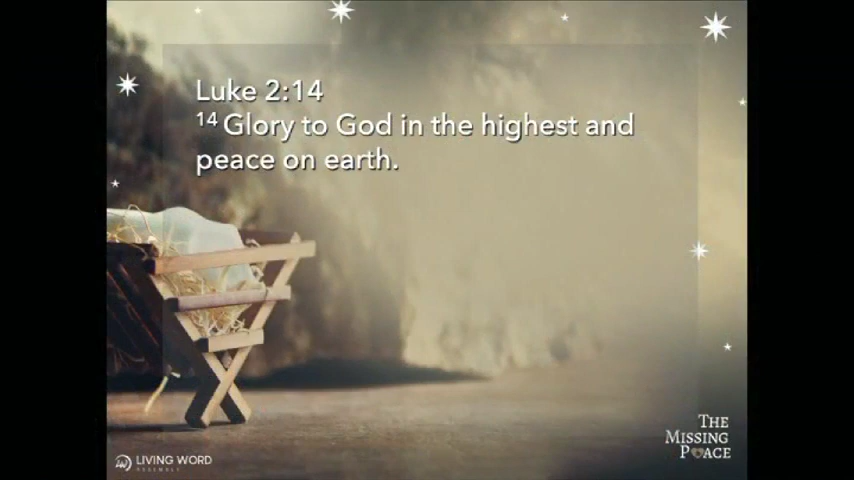 Luke 2:14
14 Glory to God in the highest and
peace on earth.
THE
MISSING
PEACE
LIVING WORD
ASSEMBLY